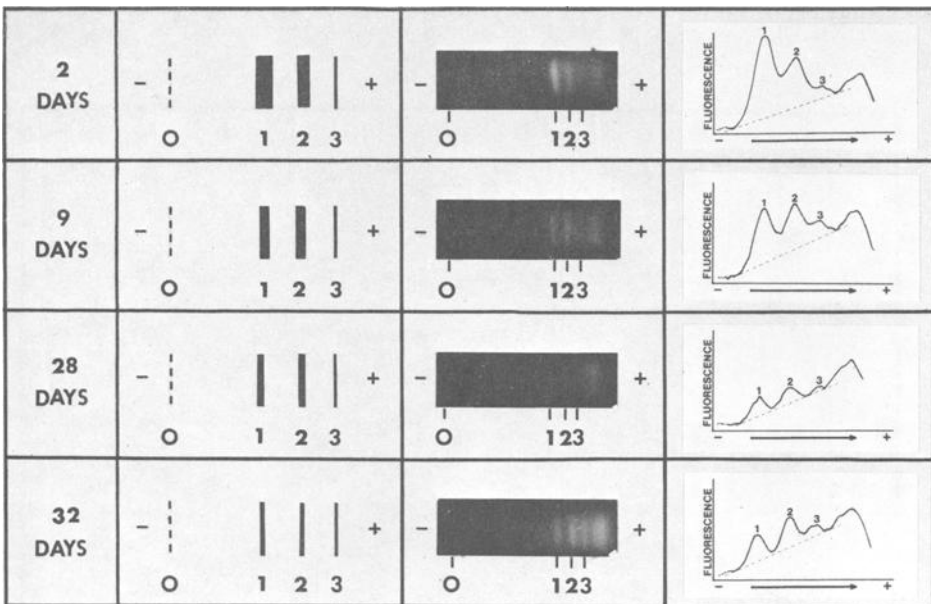 2
DAYS
- +
O 1 2 3
- +
O 123
FLUORESCENCE
1
2
3
- +
9
DAYS
- +
O 1 2 3
- +
O 123
FLUORESCENCE
1 2
3
- +
28
DAYS
- +
O 1 2 3
- +
O 123
FLUORESCENCE
1 2 3
- +
32
DAYS
- +
O 1 2 3
- +
O 123
FLUORESCENCE
1 2 3
- +